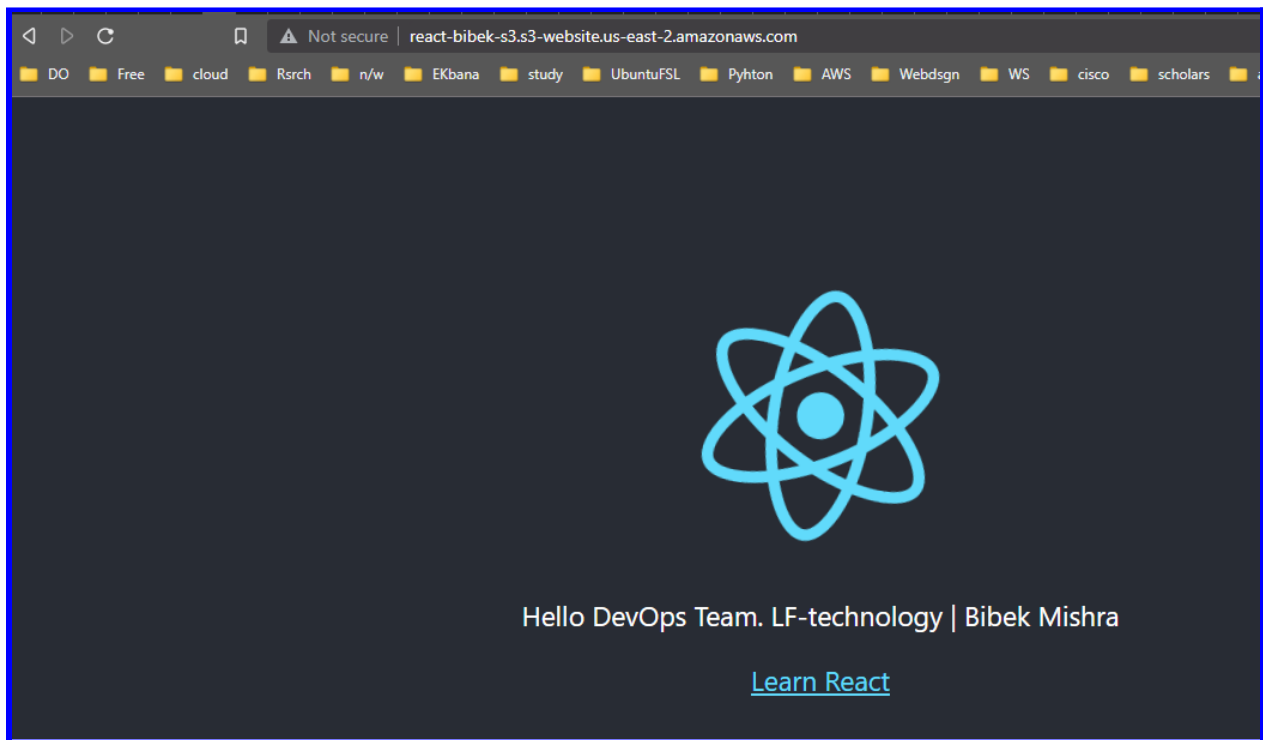 Not secure | react-bibek-s3.s3-website.us-east-2.amazonaws.com
DO Free cloud Rsrch n/w EKbana study UbuntuFSL Pyhton AWS Webdsgn WS cisco scholars
Hello DevOps Team. LF-technology | Bibek Mishra
Learn React